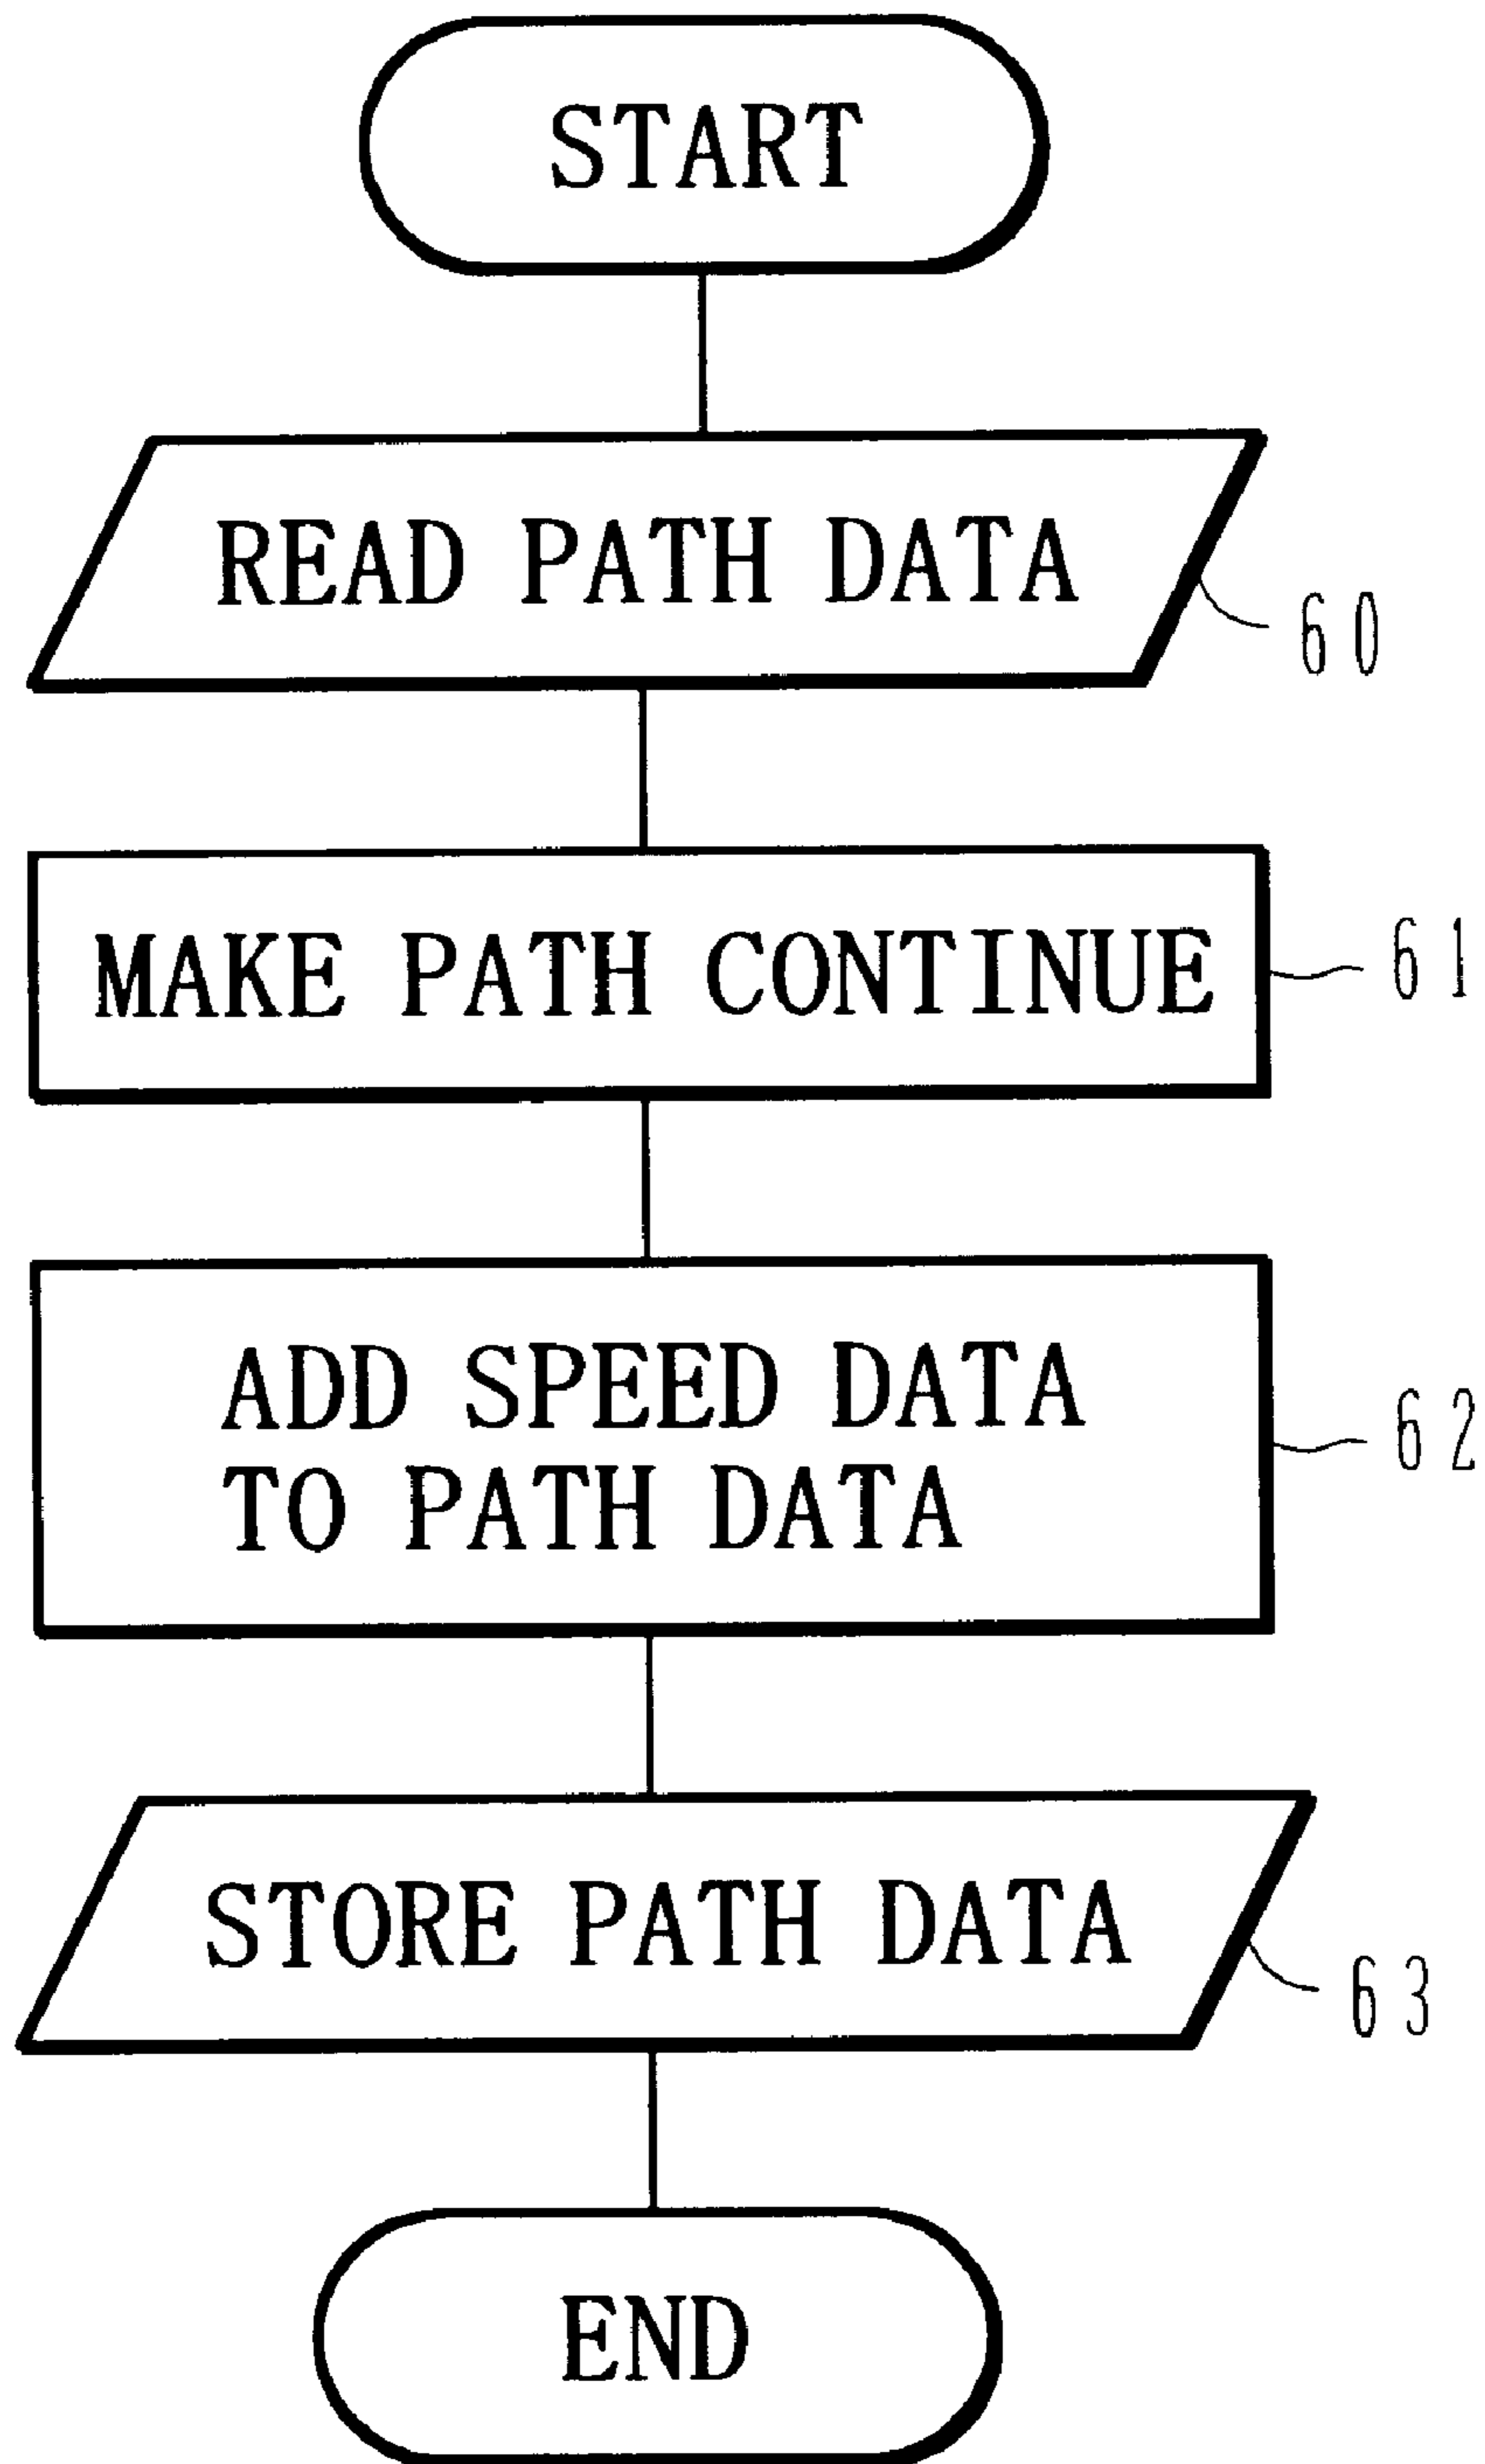 START
READ PATH DATA
60
MAKE PATH CONTINUE
61
ADD SPEED DATA
TO PATH DATA
62
STORE PATH DATA
63
END